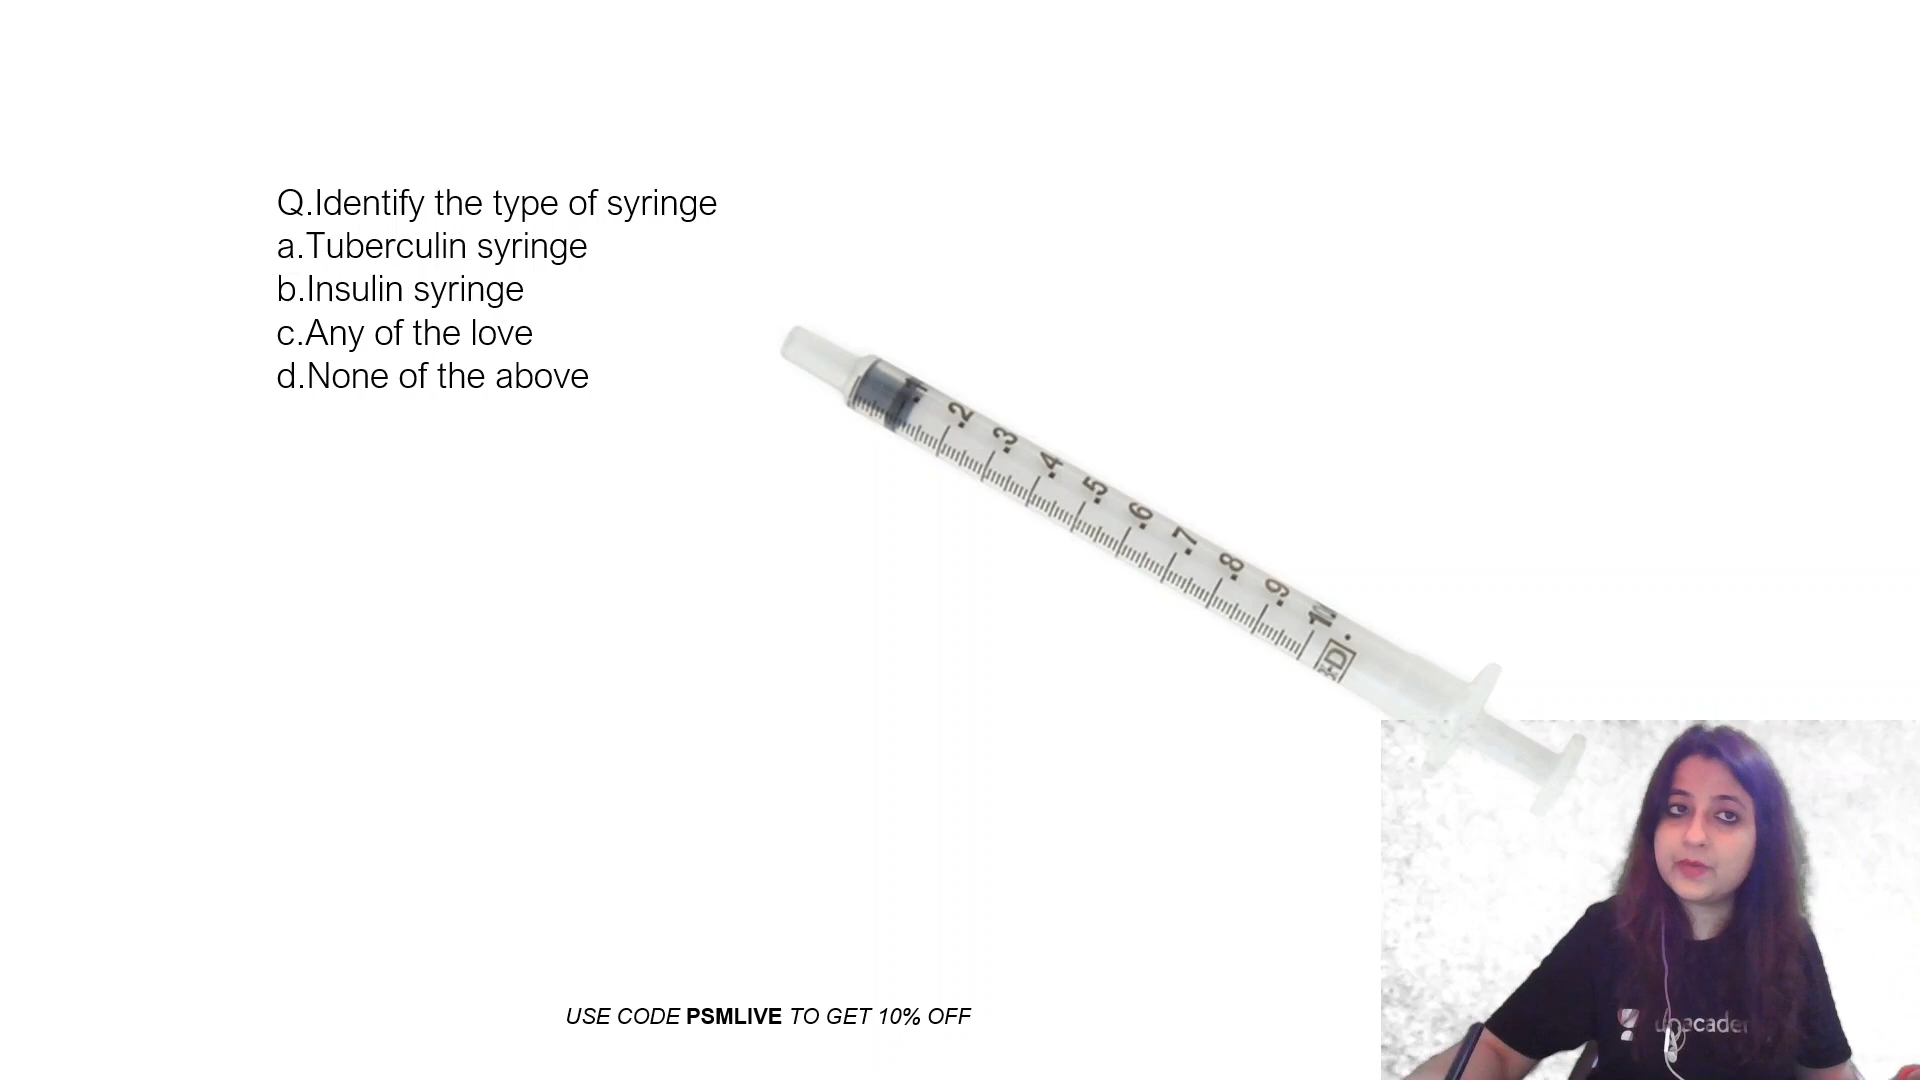 Q.Identify the type of syringe
a.Tuberculin syringe
b.Insulin syringe
c.Any of the love
d.None of the above
.1
.2
.3
.4
.5
.6
.7
.8
.9
USE CODE PSMLIVE TO GET 10% OFF